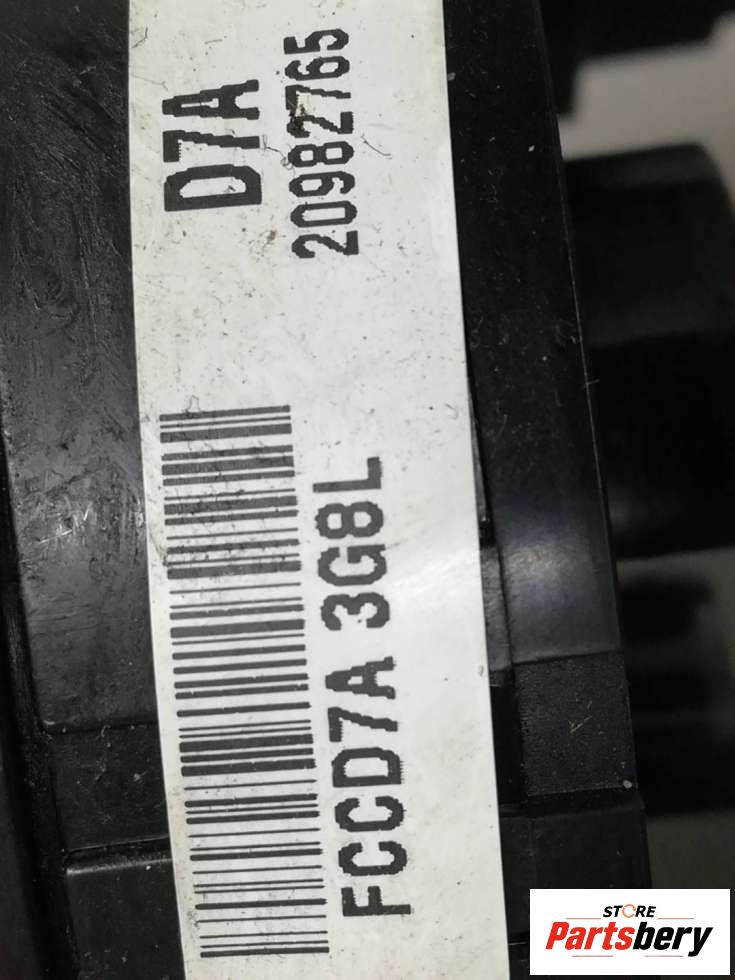 D7A
20982765
FCCD7A 3G8L
STORE
Partsbery